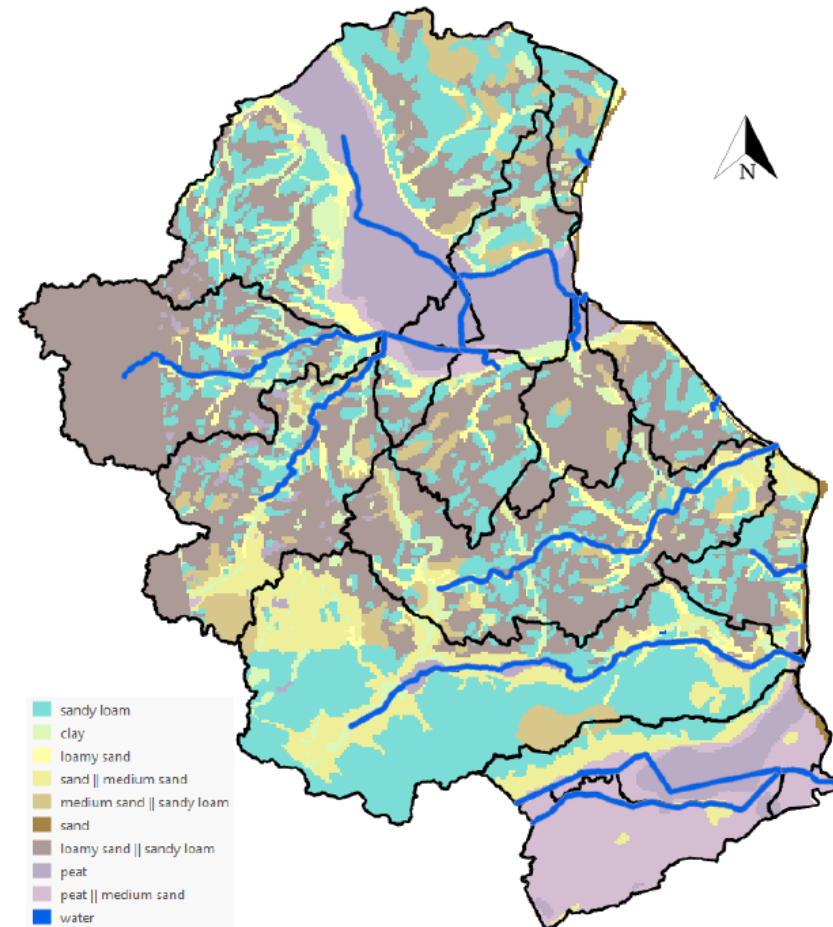 N
sandy loam
clay
loamy sand
sand || medium sand
medium sand || sandy loam
sand
loamy sand || sandy loam
peat
peat || medium sand
water